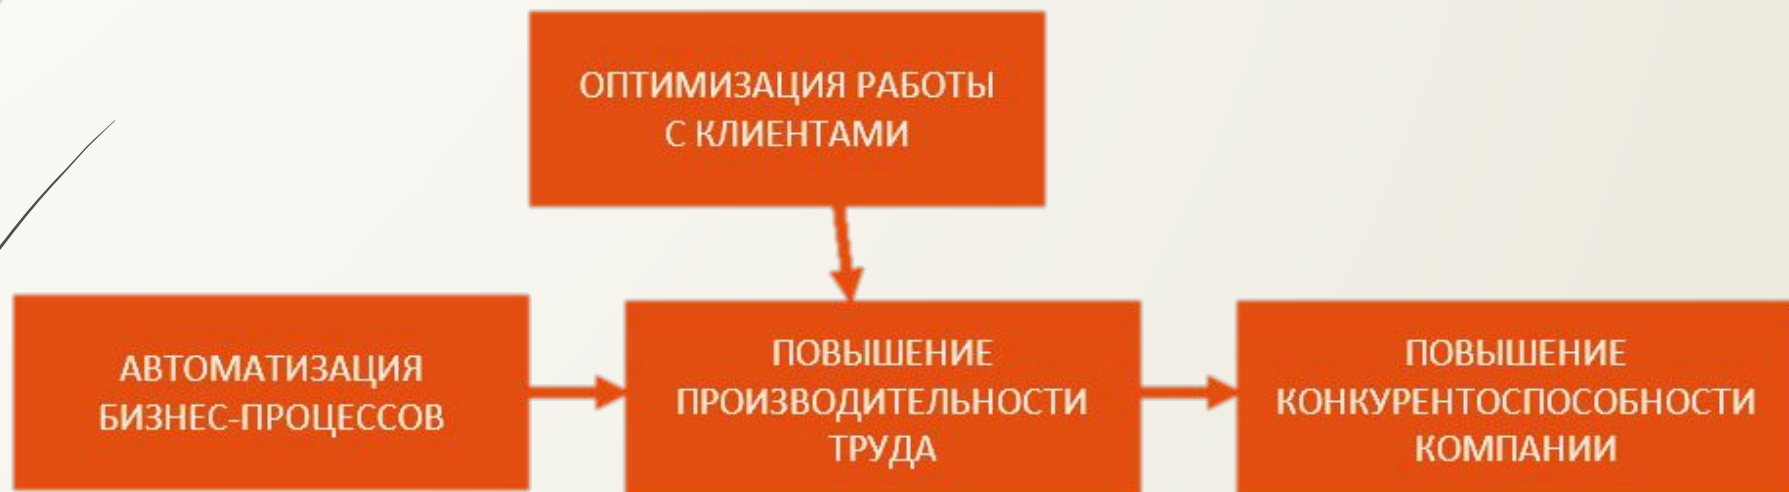 ОПТИМИЗАЦИЯ РАБОТЫ
С КЛИЕНТАМИ
АВТОМАТИЗАЦИЯ
БИЗНЕС-ПРОЦЕССОВ
ПОВЫШЕНИЕ
ПРОИЗВОДИТЕЛЬНОСТИ
ТРУДА
ПОВЫШЕНИЕ
КОНКУРЕНТОСПОСОБНОСТИ
КОМПАНИИ